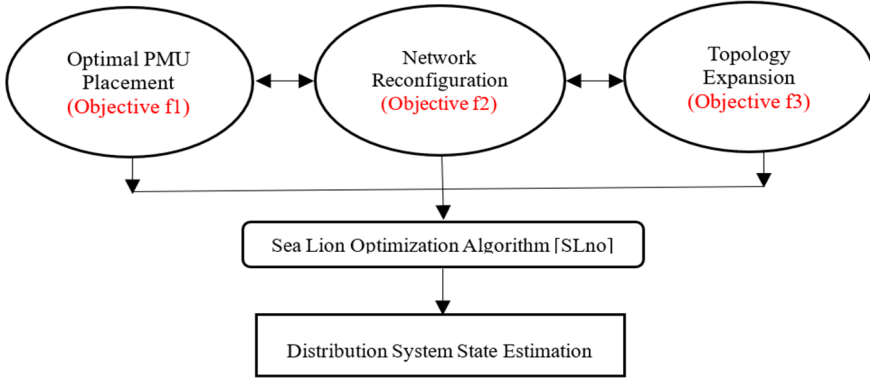 Optimal PMU
Placement
(Objective f1)
Network
Reconfiguration
(Objective f2)
Topology
Expansion
(Objective f3)
Sea Lion Optimization Algorithm [SLno]
Distribution System State Estimation